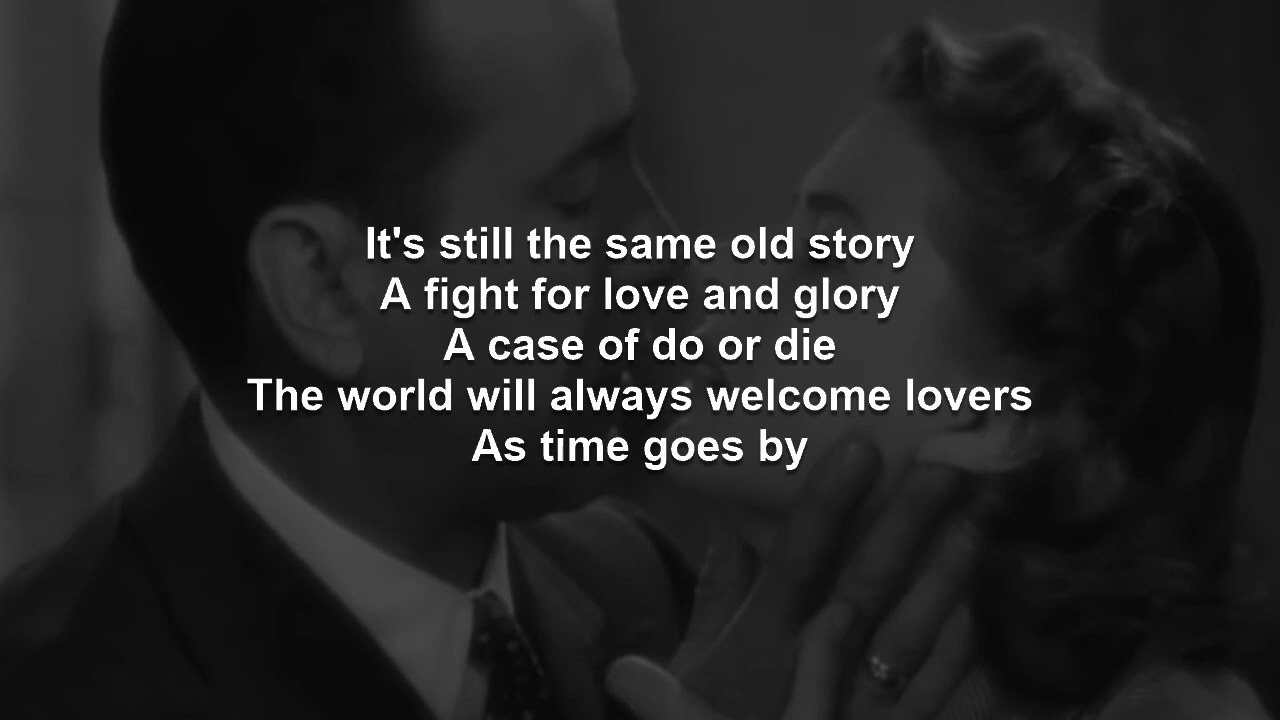 It's still the same old story
A fight for love and glory
A case of do or die
The world will always welcome lovers
As time goes by